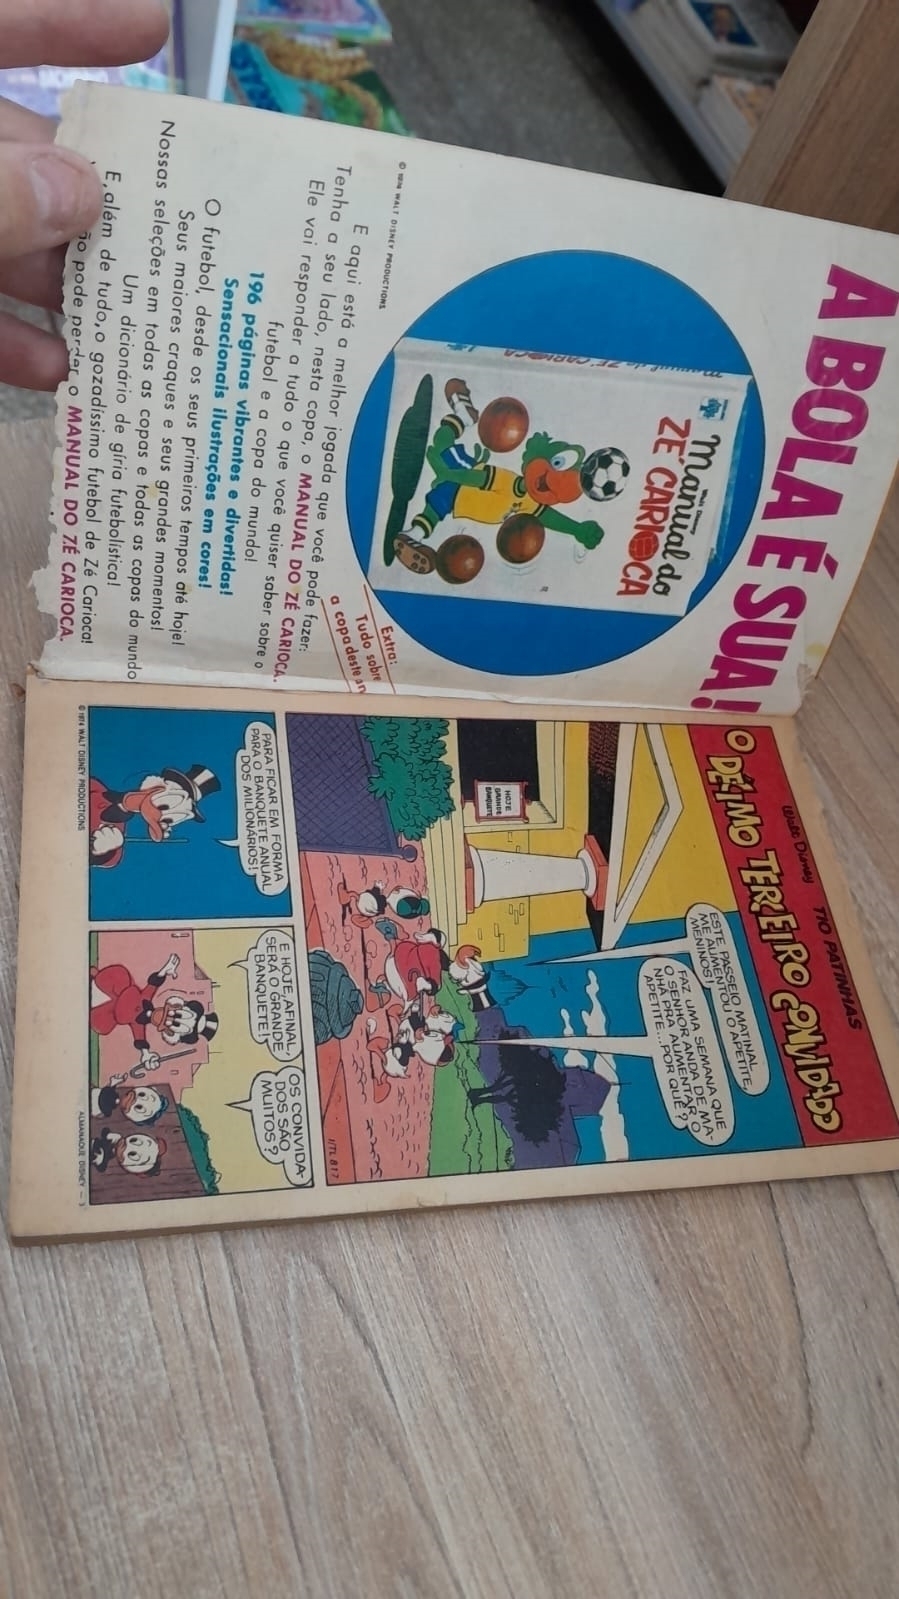 A BOLA É SUA!
Manual do
ZÉ CARIOCA
Walt Disney
Extra:
Tudo sobre
a copa deste an
© 1974 WALT DISNEY PRODUCTIONS
E aqui está a melhor jogada que você pode fazer:
Tenha a seu lado, nesta copa, o MANUAL DO ZÉ CARIOCA.
Ele vai responder a tudo o que você quiser saber sobre o
futebol e a copa do mundo!
196 páginas vibrantes e divertidas!
Sensacionais ilustrações em cores!
O futebol, desde os seus primeiros tempos até hoje!
Seus maiores craques e seus grandes momentos!
Nossas seleções em todas as copas e todas as copas do mundo
Um dicionário de gíria futebolística!
E, além de tudo, o gozadíssimo futebol de Zé Carioca!
ão pode perder o MANUAL DO ZÉ CARIOCA.
Walt Disney
TIO PATINHAS
O DÉCIMO TERCEIRO CONVIDADO
ESTE PASSEIO MATINAL
ME AUMENTOU O APETITE,
MENINOS!
FAZ UMA SEMANA QUE
O SENHOR ANDA DE MA-
NHÃ PRA AUMENTAR O
APETITE... POR QUÊ?
HOJE
GRANDE
BANQUETE
I/TL 817
PARA FICAR EM FORMA
PARA O BANQUETE ANUAL
DOS MILIONÁRIOS!
E HOJE, AFINAL,
SERÁ O GRANDE
BANQUETE!
OS CONVIDA-
DOS SÃO
MUITOS?
© 1974 WALT DISNEY PRODUCTIONS
ALMANAQUE DISNEY — 3